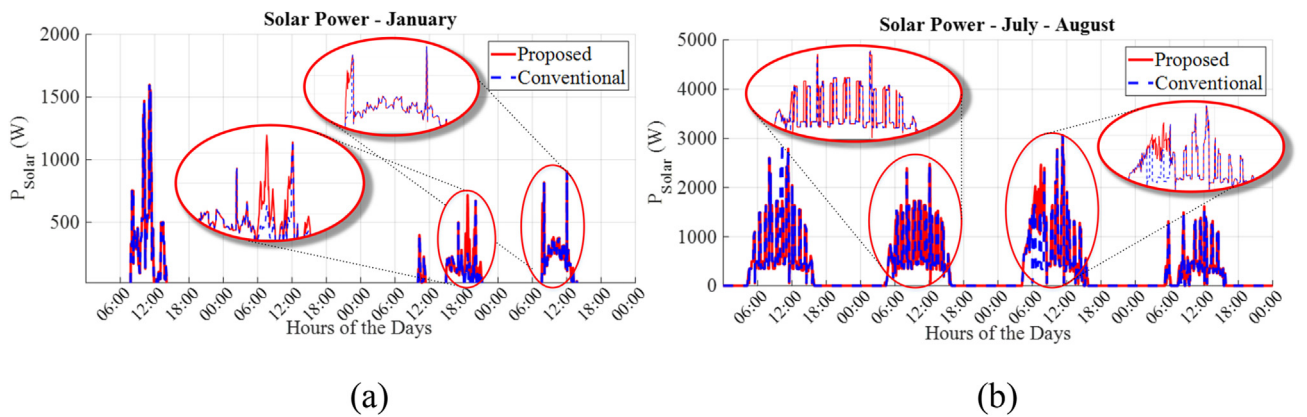 Solar Power - January
2000
1500
1000
500
P Solar (W)
Proposed
Conventional
06:00 12:00 18:00 00:00 06:00 12:00 18:00 00:00 06:00 12:00 18:00 00:00 06:00 12:00 18:00 00:00
Hours of the Days
(a)
Solar Power - July - August
5000
4000
3000
2000
1000
0
P Solar (W)
Proposed
Conventional
06:00 12:00 18:00 00:00 06:00 12:00 18:00 00:00 06:00 12:00 18:00 00:00 06:00 12:00 18:00 00:00
Hours of the Days
(b)